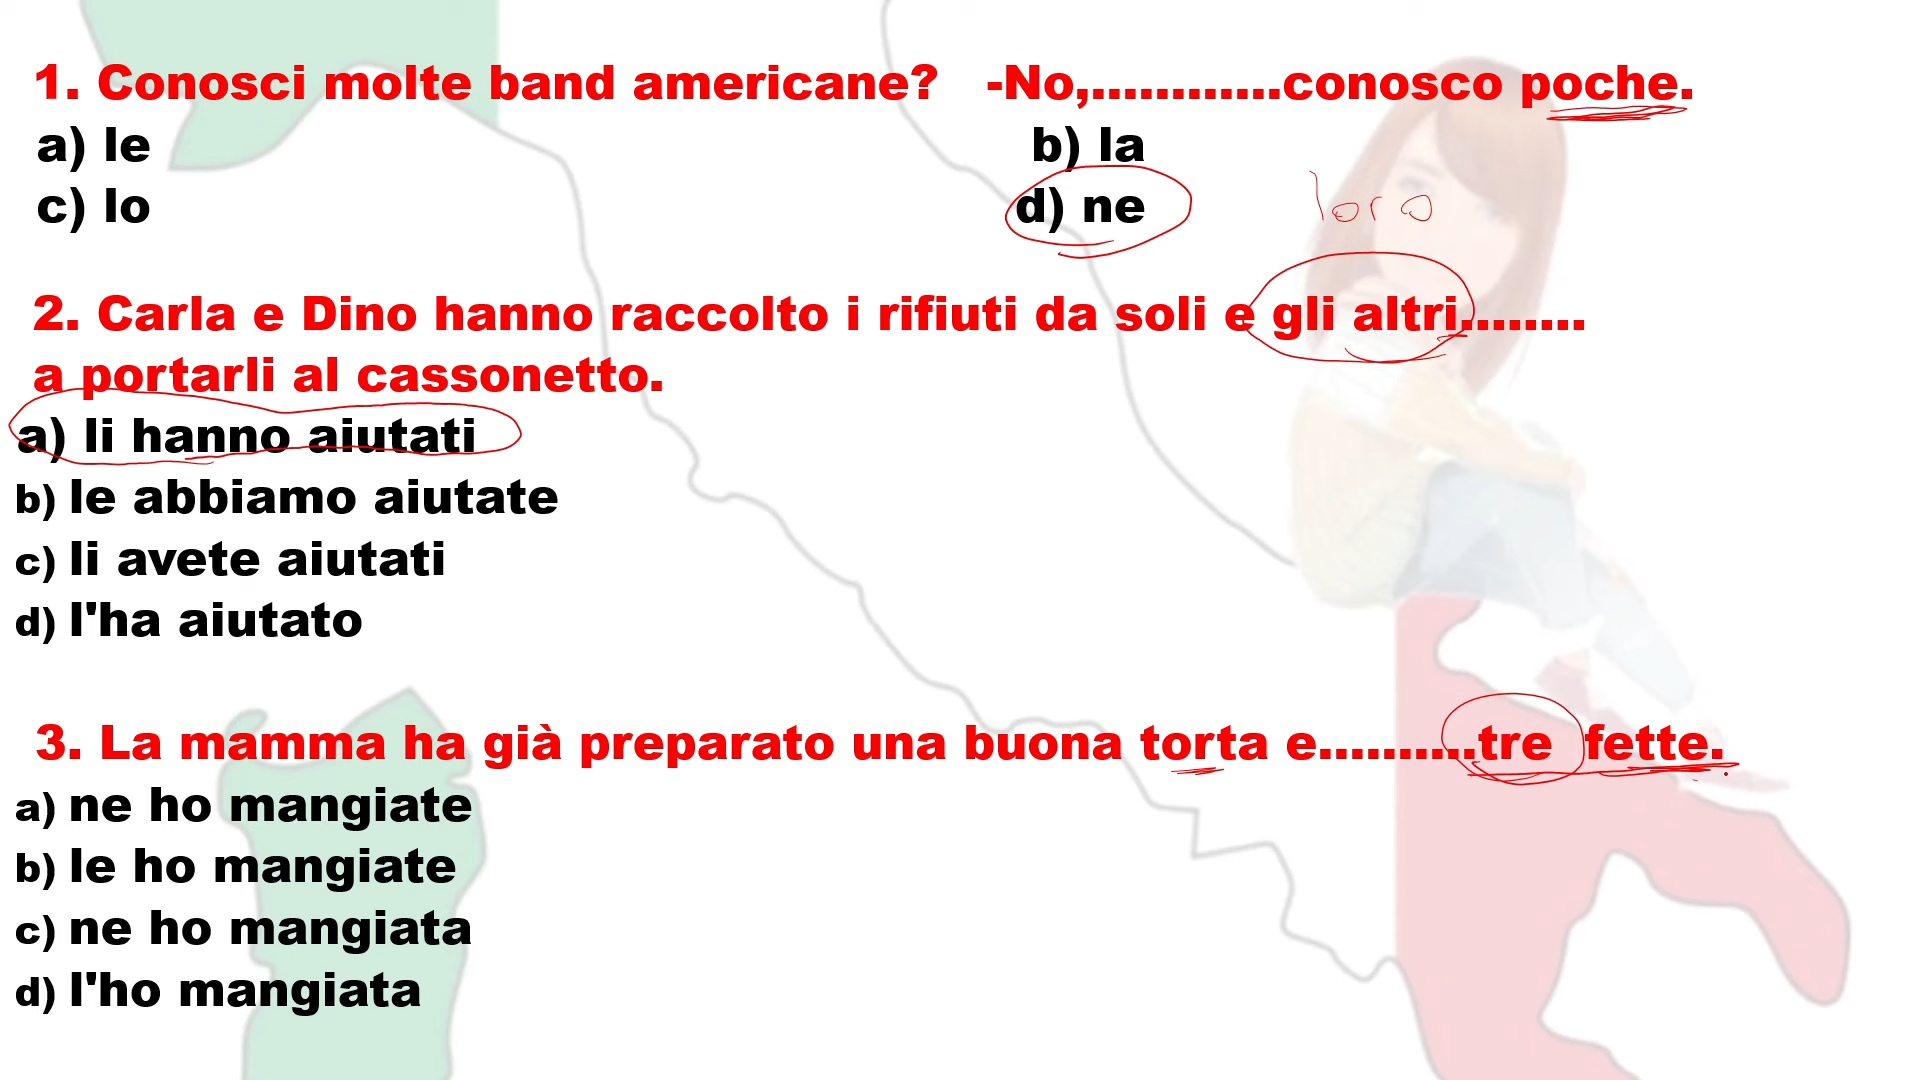 1. Conosci molte band americane? -No,............conosco poche.
a) le b) la
c) lo d) ne
loro
2. Carla e Dino hanno raccolto i rifiuti da soli e gli altri........
a portarli al cassonetto.
a) li hanno aiutati
b) le abbiamo aiutate
c) li avete aiutati
d) l'ha aiutato
3. La mamma ha già preparato una buona torta e..........tre fette.
a) ne ho mangiate
b) le ho mangiate
c) ne ho mangiata
d) l'ho mangiata